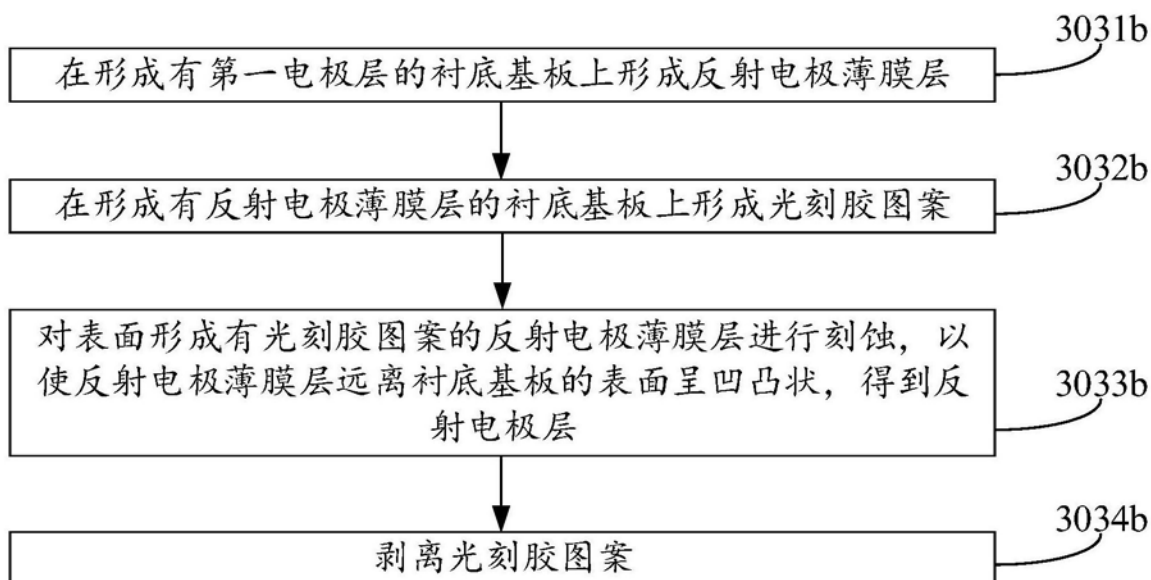 3031b
在形成有第一电极层的衬底基板上形成反射电极薄膜层
3032b
在形成有反射电极薄膜层的衬底基板上形成光刻胶图案
对表面形成有光刻胶图案的反射电极薄膜层进行刻蚀，以
使反射电极薄膜层远离衬底基板的表面呈凹凸状，得到反
射电极层
3033b
3034b
剥离光刻胶图案